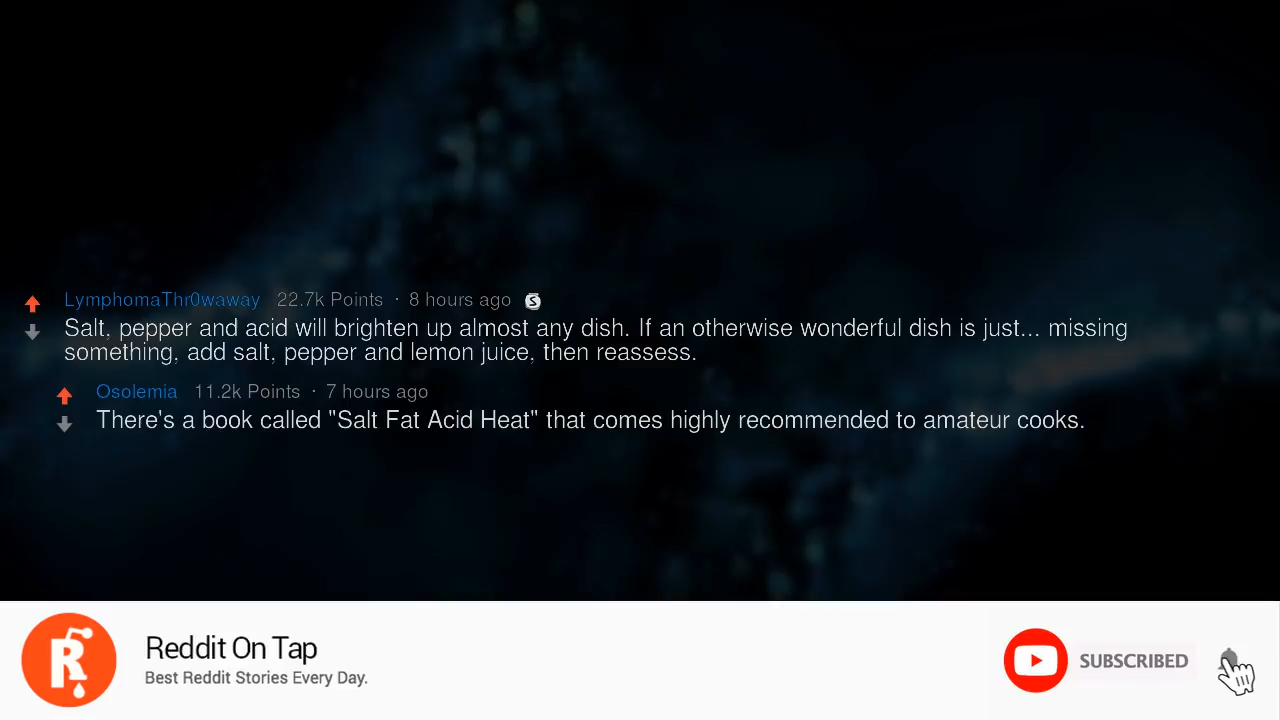 LymphomaThr0waway 22.7k Points · 8 hours ago S
Salt, pepper and acid will brighten up almost any dish. If an otherwise wonderful dish is just... missing
something, add salt, pepper and lemon juice, then reassess.
Osolemia 11.2k Points · 7 hours ago
There's a book called "Salt Fat Acid Heat" that comes highly recommended to amateur cooks.
R
Reddit On Tap
Best Reddit Stories Every Day.
SUBSCRIBED